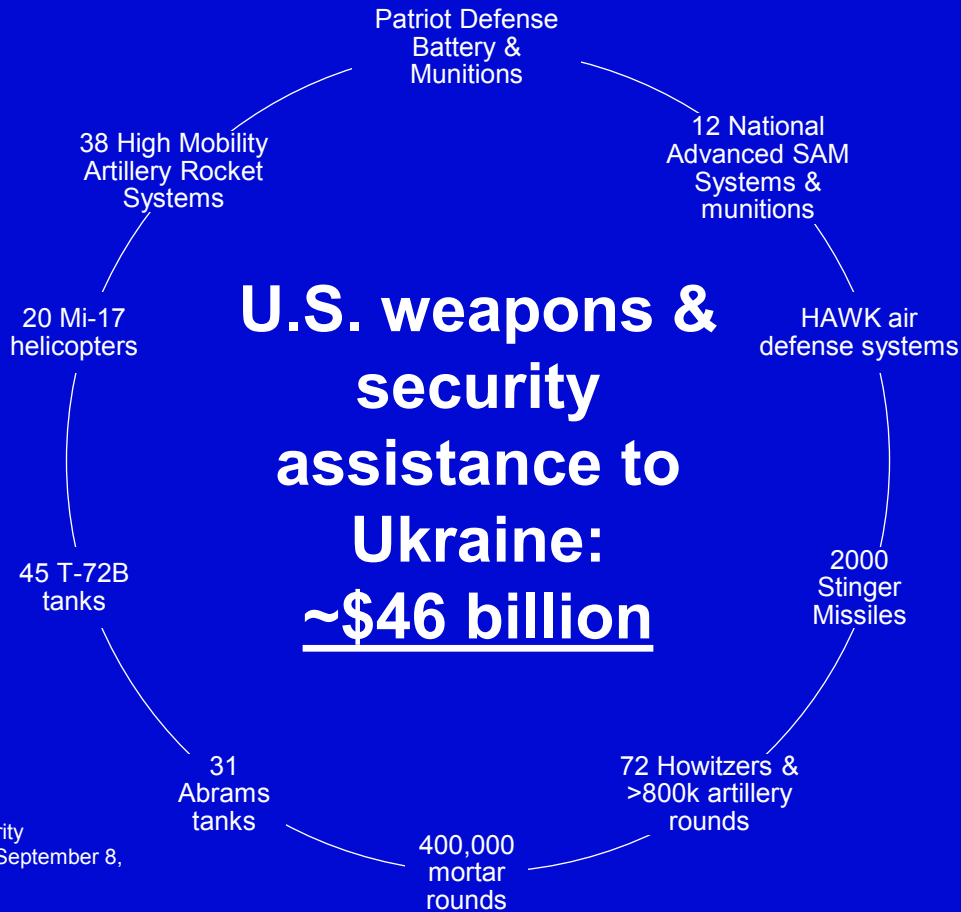 Patriot Defense
Battery &
Munitions
12 National
Advanced SAM
Systems &
munitions
HAWK air
defense systems
2000
Stinger
Missiles
72 Howitzers &
>800k artillery
rounds
400,000
mortar
rounds
31
Abrams
tanks
45 T-72B
tanks
20 Mi-17
helicopters
38 High Mobility
Artillery Rocket
Systems
U.S. weapons &
security
assistance to
Ukraine:
~$46 billion
September 8,